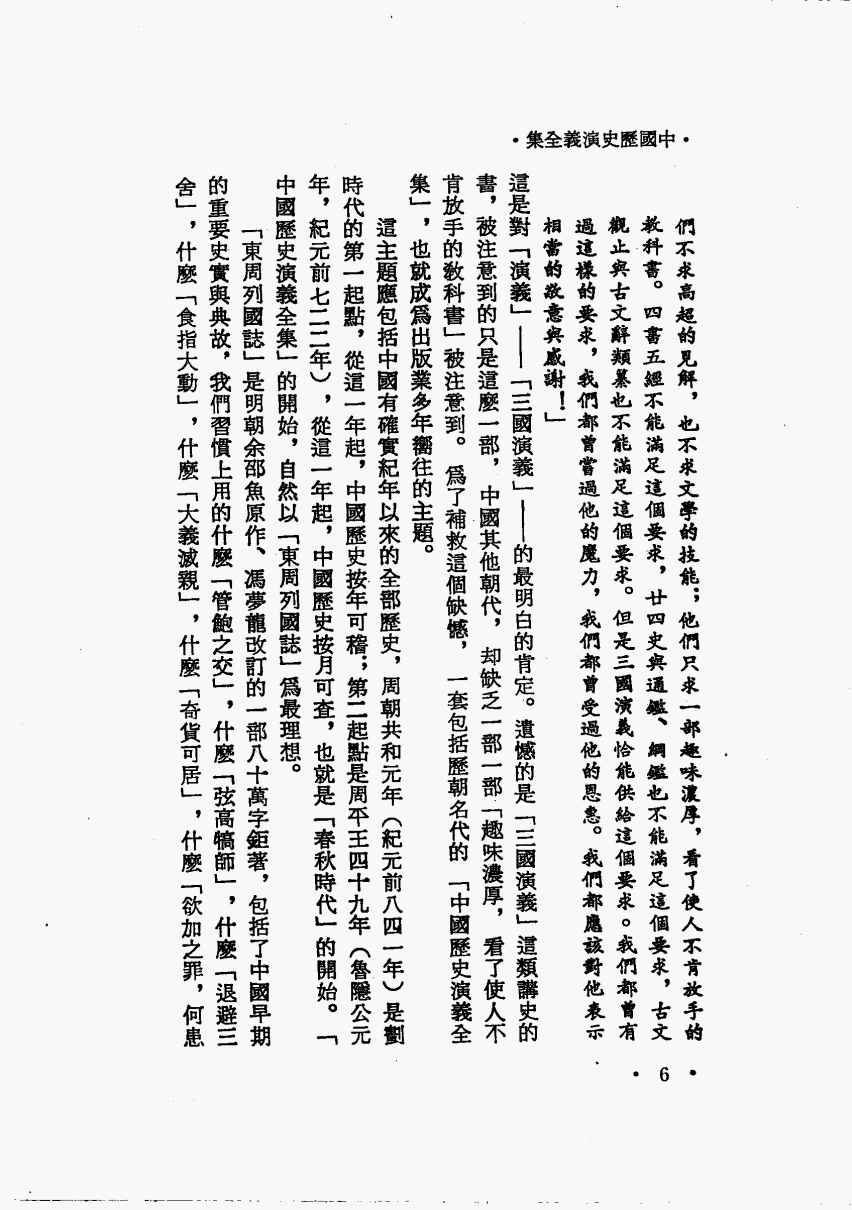 •中國歷史演義全集•
們不求高超的見解，也不求文學的技能；他們只求一部趣味濃厚，看了使人不肯放手的
教科書。四書五經不能滿足這個要求，廿四史與通鑑、綱鑑也不能滿足這個要求，古文
觀止與古文辭類纂也不能滿足這個要求。但是三國演義恰能供給這個要求。我們都曾有
過這樣的要求，我們都曾嘗過他的魔力，我們都曾受過他的恩惠。我們都應該對他表示
相當的敬意與感謝！」
這是對「演義」——「三國演義」——的最明白的肯定。遺憾的是「三國演義」這類講史的
書，被注意到的只是這麼一部，中國其他朝代，却缺乏一部一部「趣味濃厚，看了使人不
肯放手的教科書」被注意到。爲了補救這個缺憾，一套包括歷朝名代的「中國歷史演義全
集」，也就成爲出版業多年嚮往的主題。
這主題應包括中國有確實紀年以來的全部歷史，周朝共和元年（紀元前八四一年）是劃
時代的第一起點，從這一年起，中國歷史按年可稽；第二起點是周平王四十九年（魯隱公元
年，紀元前七二二年），從這一年起，中國歷史按月可查，也就是「春秋時代」的開始。「
中國歷史演義全集」的開始，自然以「東周列國誌」爲最理想。
「東周列國誌」是明朝余邵魚原作、馮夢龍改訂的一部八十萬字鉅著，包括了中國早期
的重要史實與典故，我們習慣上用的什麼「管鮑之交」，什麼「弦高犒師」，什麼「退避三
舍」，什麼「食指大動」，什麼「大義滅親」，什麼「奇貨可居」，什麼「欲加之罪，何患
•6•